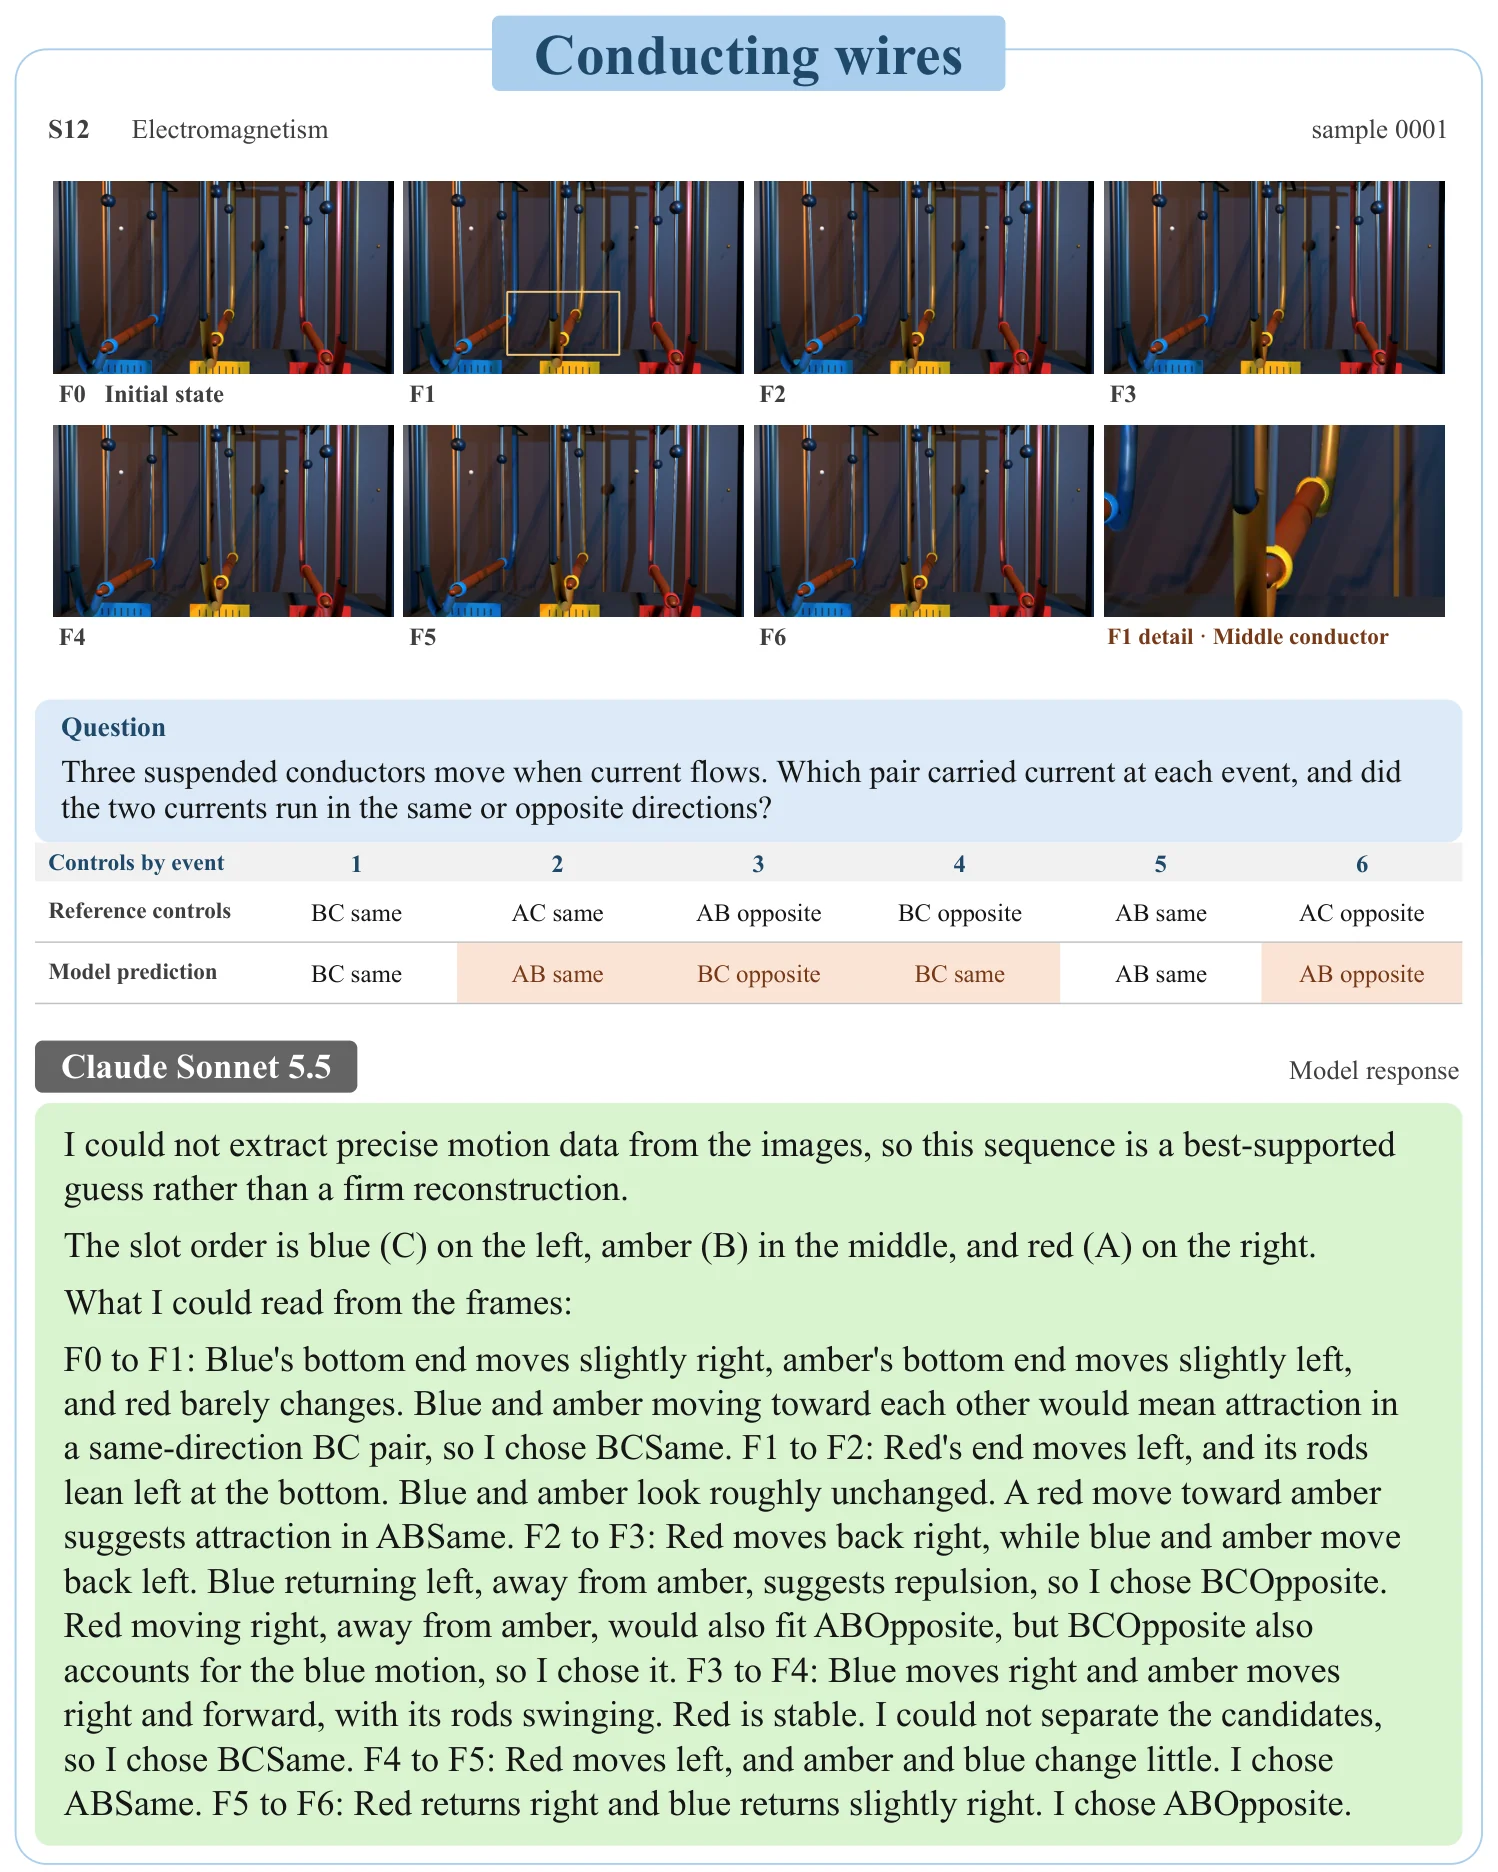 Conducting wires
S12 Electromagnetism sample 0001
F0 Initial state F1 F2 F3
F4 F5 F6 F1 detail · Middle conductor
Question
Three suspended conductors move when current flows. Which pair carried current at each event, and did
the two currents run in the same or opposite directions?
Controls by event 1 2 3 4 5 6
Reference controls BC same AC same AB opposite BC opposite AB same AC opposite
Model prediction BC same AB same BC opposite BC same AB same AB opposite
Claude Sonnet 5.5 Model response
I could not extract precise motion data from the images, so this sequence is a best-supported
guess rather than a firm reconstruction.
The slot order is blue (C) on the left, amber (B) in the middle, and red (A) on the right.
What I could read from the frames:
F0 to F1: Blue's bottom end moves slightly right, amber's bottom end moves slightly left,
and red barely changes. Blue and amber moving toward each other would mean attraction in
a same-direction BC pair, so I chose BCSame. F1 to F2: Red's end moves left, and its rods
lean left at the bottom. Blue and amber look roughly unchanged. A red move toward amber
suggests attraction in ABSame. F2 to F3: Red moves back right, while blue and amber move
back left. Blue returning left, away from amber, suggests repulsion, so I chose BCOpposite.
Red moving right, away from amber, would also fit ABOpposite, but BCOpposite also
accounts for the blue motion, so I chose it. F3 to F4: Blue moves right and amber moves
right and forward, with its rods swinging. Red is stable. I could not separate the candidates,
so I chose BCSame. F4 to F5: Red moves left, and amber and blue change little. I chose
ABSame. F5 to F6: Red returns right and blue returns slightly right. I chose ABOpposite.